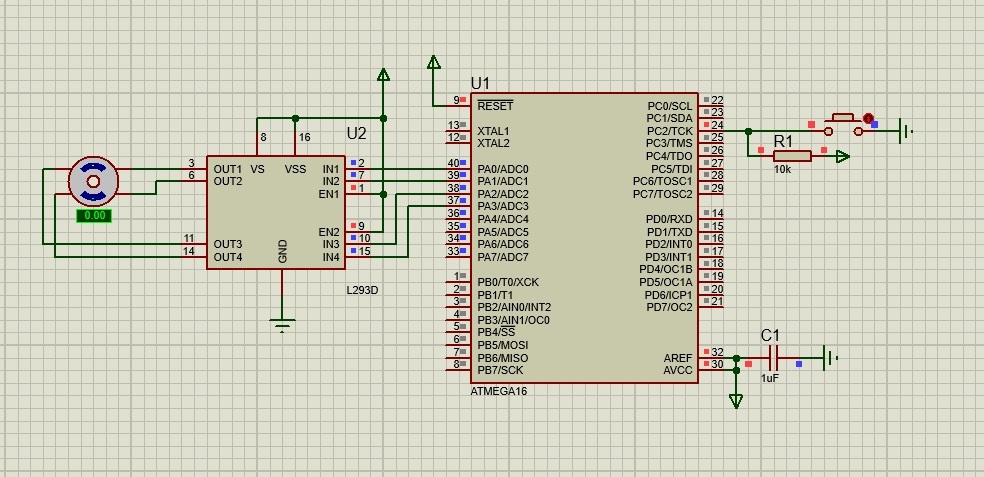 U1
9 RESET
13 XTAL1
12 XTAL2
40 PA0/ADC0
39 PA1/ADC1
38 PA2/ADC2
37 PA3/ADC3
36 PA4/ADC4
35 PA5/ADC5
34 PA6/ADC6
33 PA7/ADC7
1 PB0/T0/XCK
2 PB1/T1
3 PB2/AIN0/INT2
4 PB3/AIN1/OC0
5 PB4/SS
6 PB5/MOSI
7 PB6/MISO
8 PB7/SCK
PC0/SCL 22
PC1/SDA 23
PC2/TCK 24
PC3/TMS 25
PC4/TDO 26
PC5/TDI 27
PC6/TOSC1 28
PC7/TOSC2 29
PD0/RXD 14
PD1/TXD 15
PD2/INT0 16
PD3/INT1 17
PD4/OC1B 18
PD5/OC1A 19
PD6/ICP1 20
PD7/OC2 21
AREF 32
AVCC 30
ATMEGA16
U2
8 16
VS VSS
3 OUT1
6 OUT2
11 OUT3
14 OUT4
IN1 2
IN2 7
EN1 1
EN2 9
IN3 10
IN4 15
GND
L293D
0.00
R1
10k
C1
1uF